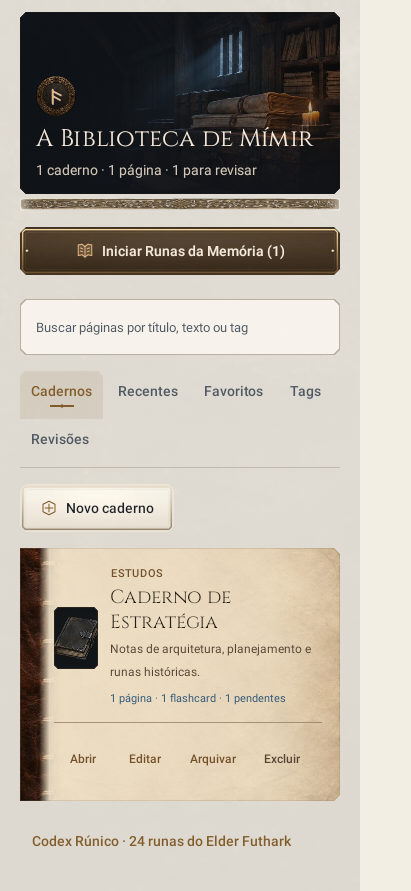 A Biblioteca de Mímir
1 caderno · 1 página · 1 para revisar
Iniciar Runas da Memória (1)
Buscar páginas por título, texto ou tag
Cadernos Recentes Favoritos Tags
Revisões
Novo caderno
ESTUDOS
Caderno de
Estratégia
Notas de arquitetura, planejamento e
runas históricas.
1 página · 1 flashcard · 1 pendentes
Abrir Editar Arquivar Excluir
Codex Rúnico · 24 runas do Elder Futhark